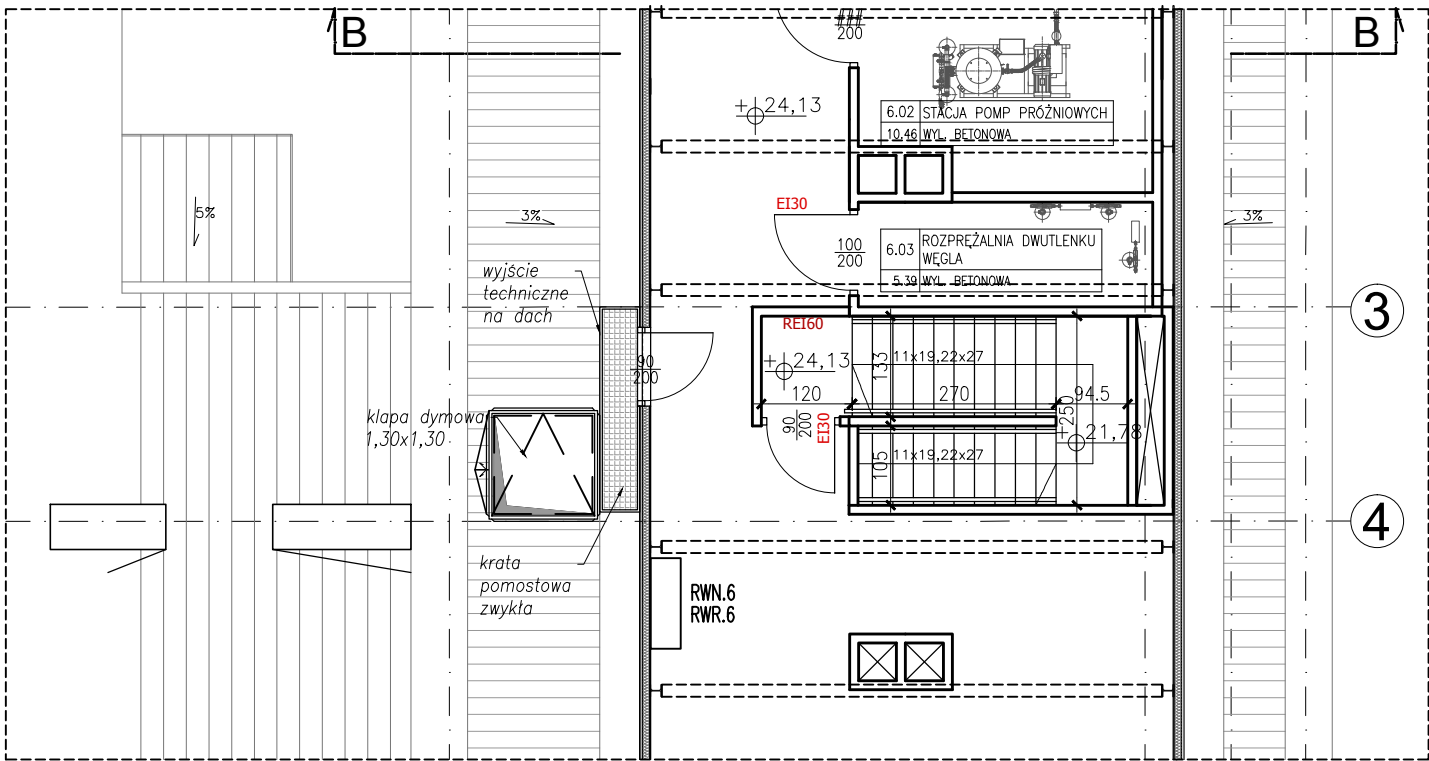 B
B
200
6.02 STACJA POMP PRÓŻNIOWYCH
10.46 WYL. BETONOWA
+24,13
EI30
5%
3%
3%
100
200
6.03 ROZPRĘŻALNIA DWUTLENKU
WĘGLA
5.39 WYL. BETONOWA
wyjście
techniczne
na dach
3
REI60
90
200
+24,13
133
11x19,22x27
120
270
94.5
klapa dymowa
1,30x1,30
90
200
EI30
250
+21,78
105
11x19,22x27
4
krata
pomostowa
zwykła
RWN.6
RWR.6